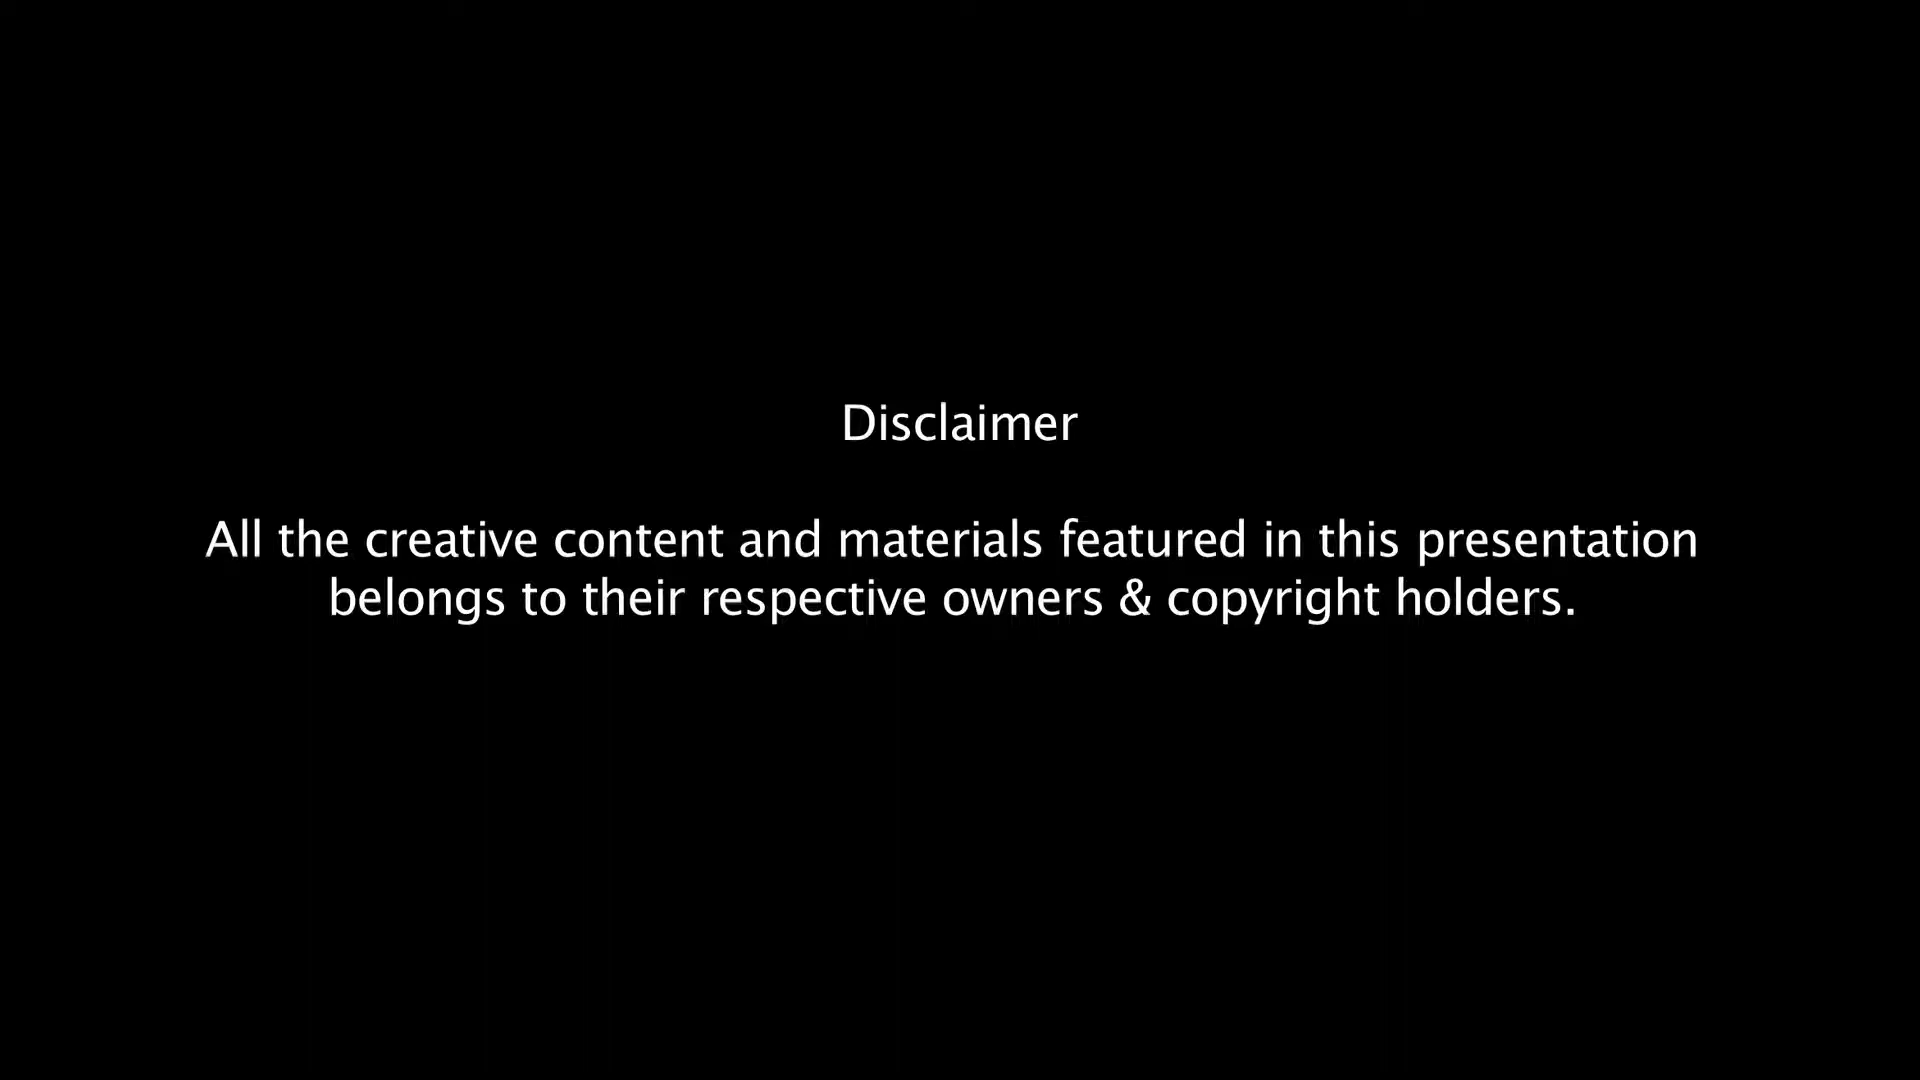 Disclaimer
All the creative content and materials featured in this presentation
belongs to their respective owners & copyright holders.